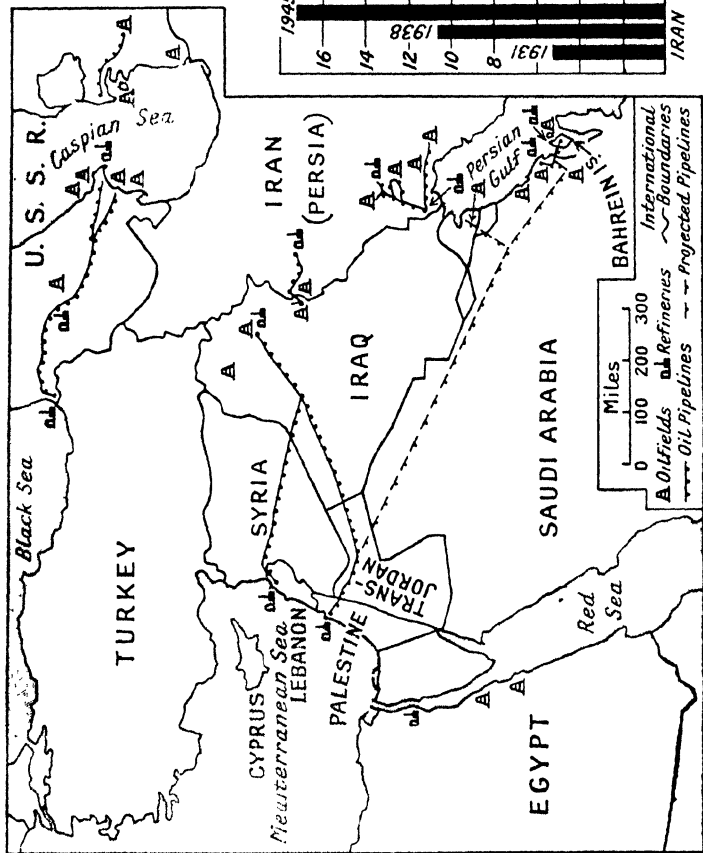 U. S. S. R.
Caspian Sea
Black Sea
TURKEY
IRAN
(PERSIA)
SYRIA
IRAQ
CYPRUS
Mediterranean Sea
LEBANON
PALESTINE
TRANS-
JORDAN
Persian
Gulf
BAHREIN IS.
SAUDI ARABIA
EGYPT
Red
Sea
Miles
0 100 200 300
Oilfields Refineries International
Boundaries
Oil Pipelines Projected Pipelines
16
14
12
10
8
1938
1931
IRAN